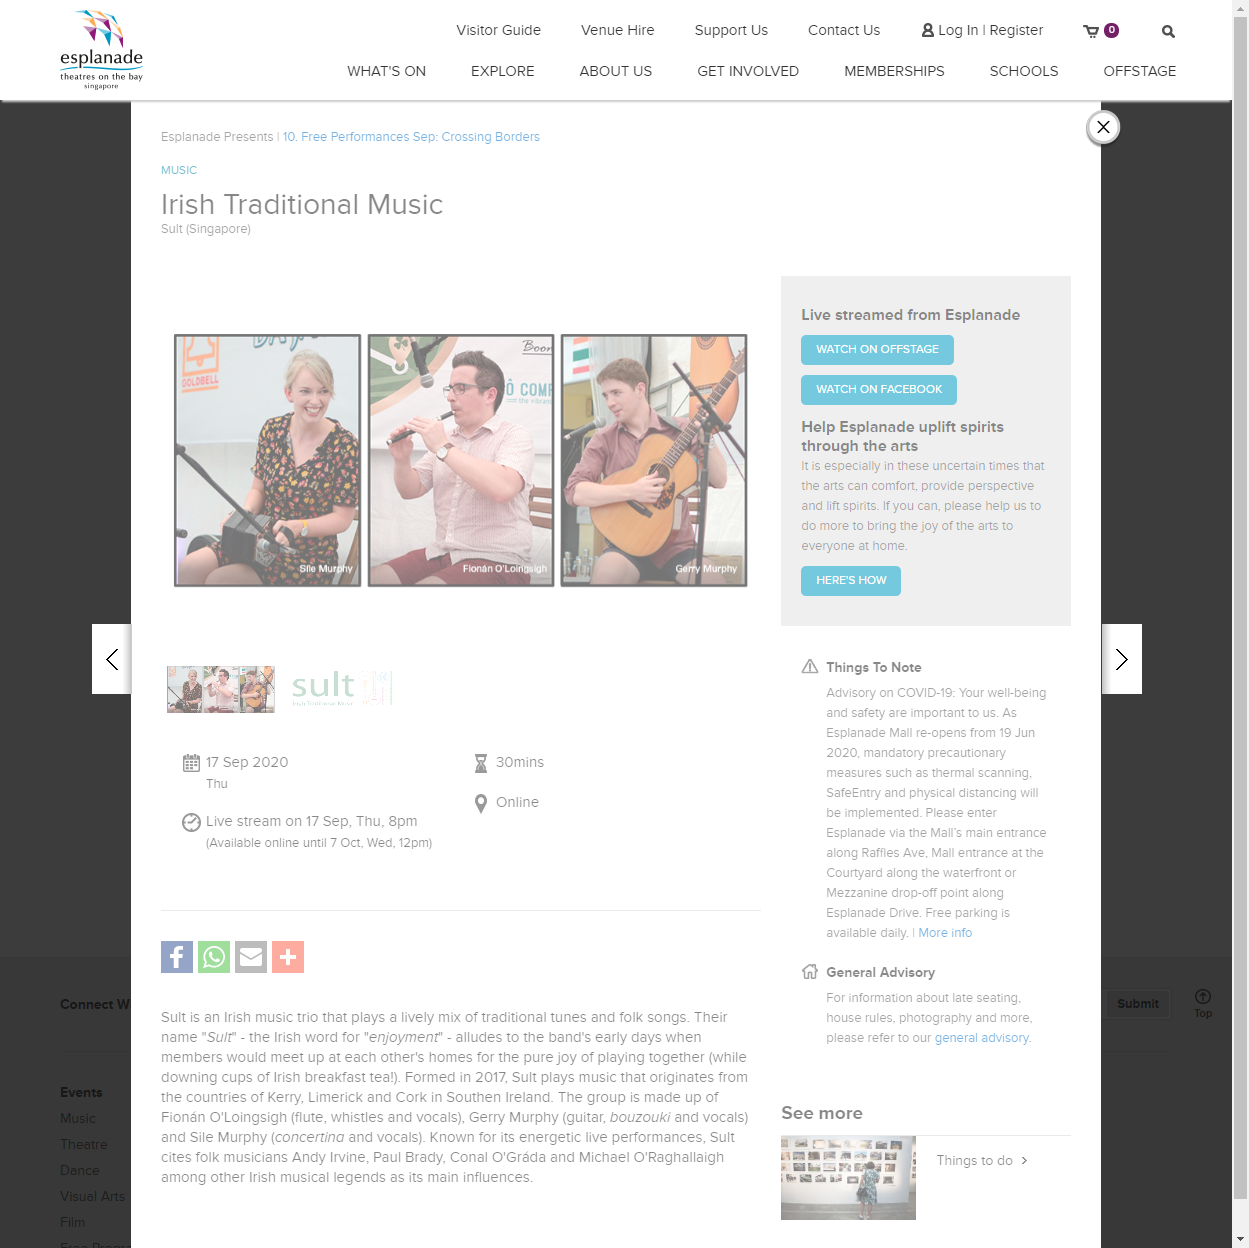 esplanade
theatres on the bay
singapore
Visitor Guide
Venue Hire
Support Us
Contact Us
Log In | Register
0
WHAT'S ON
EXPLORE
ABOUT US
GET INVOLVED
MEMBERSHIPS
SCHOOLS
OFFSTAGE
Esplanade Presents | 10. Free Performances Sep: Crossing Borders
MUSIC
Irish Traditional Music
Sult (Singapore)
GOLDBELL
Síle Murphy
Fionán O'Loingsigh
Gerry Murphy
sult
Irish Traditional Music
17 Sep 2020
Thu
Live stream on 17 Sep, Thu, 8pm
(Available online until 7 Oct, Wed, 12pm)
30mins
Online
Sult is an Irish music trio that plays a lively mix of traditional tunes and folk songs. Their
name "Sult" - the Irish word for "enjoyment" - alludes to the band's early days when
members would meet up at each other's homes for the pure joy of playing together (while
downing cups of Irish breakfast tea!). Formed in 2017, Sult plays music that originates from
the countries of Kerry, Limerick and Cork in Southen Ireland. The group is made up of
Fionán O'Loingsigh (flute, whistles and vocals), Gerry Murphy (guitar, bouzouki and vocals)
and Sile Murphy (concertina and vocals). Known for its energetic live performances, Sult
cites folk musicians Andy Irvine, Paul Brady, Conal O'Gráda and Michael O'Raghallaigh
among other Irish musical legends as its main influences.
Live streamed from Esplanade
WATCH ON OFFSTAGE
WATCH ON FACEBOOK
Help Esplanade uplift spirits
through the arts
It is especially in these uncertain times that
the arts can comfort, provide perspective
and lift spirits. If you can, please help us to
do more to bring the joy of the arts to
everyone at home.
HERE'S HOW
Things To Note
Advisory on COVID-19: Your well-being
and safety are important to us. As
Esplanade Mall re-opens from 19 Jun
2020, mandatory precautionary
measures such as thermal scanning,
SafeEntry and physical distancing will
be implemented. Please enter
Esplanade via the Mall's main entrance
along Raffles Ave, Mall entrance at the
Courtyard along the waterfront or
Mezzanine drop-off point along
Esplanade Drive. Free parking is
available daily. | More info
General Advisory
For information about late seating,
house rules, photography and more,
please refer to our general advisory.
See more
Things to do
Connect W
Submit
Top
Events
Music
Theatre
Dance
Visual Arts
Film